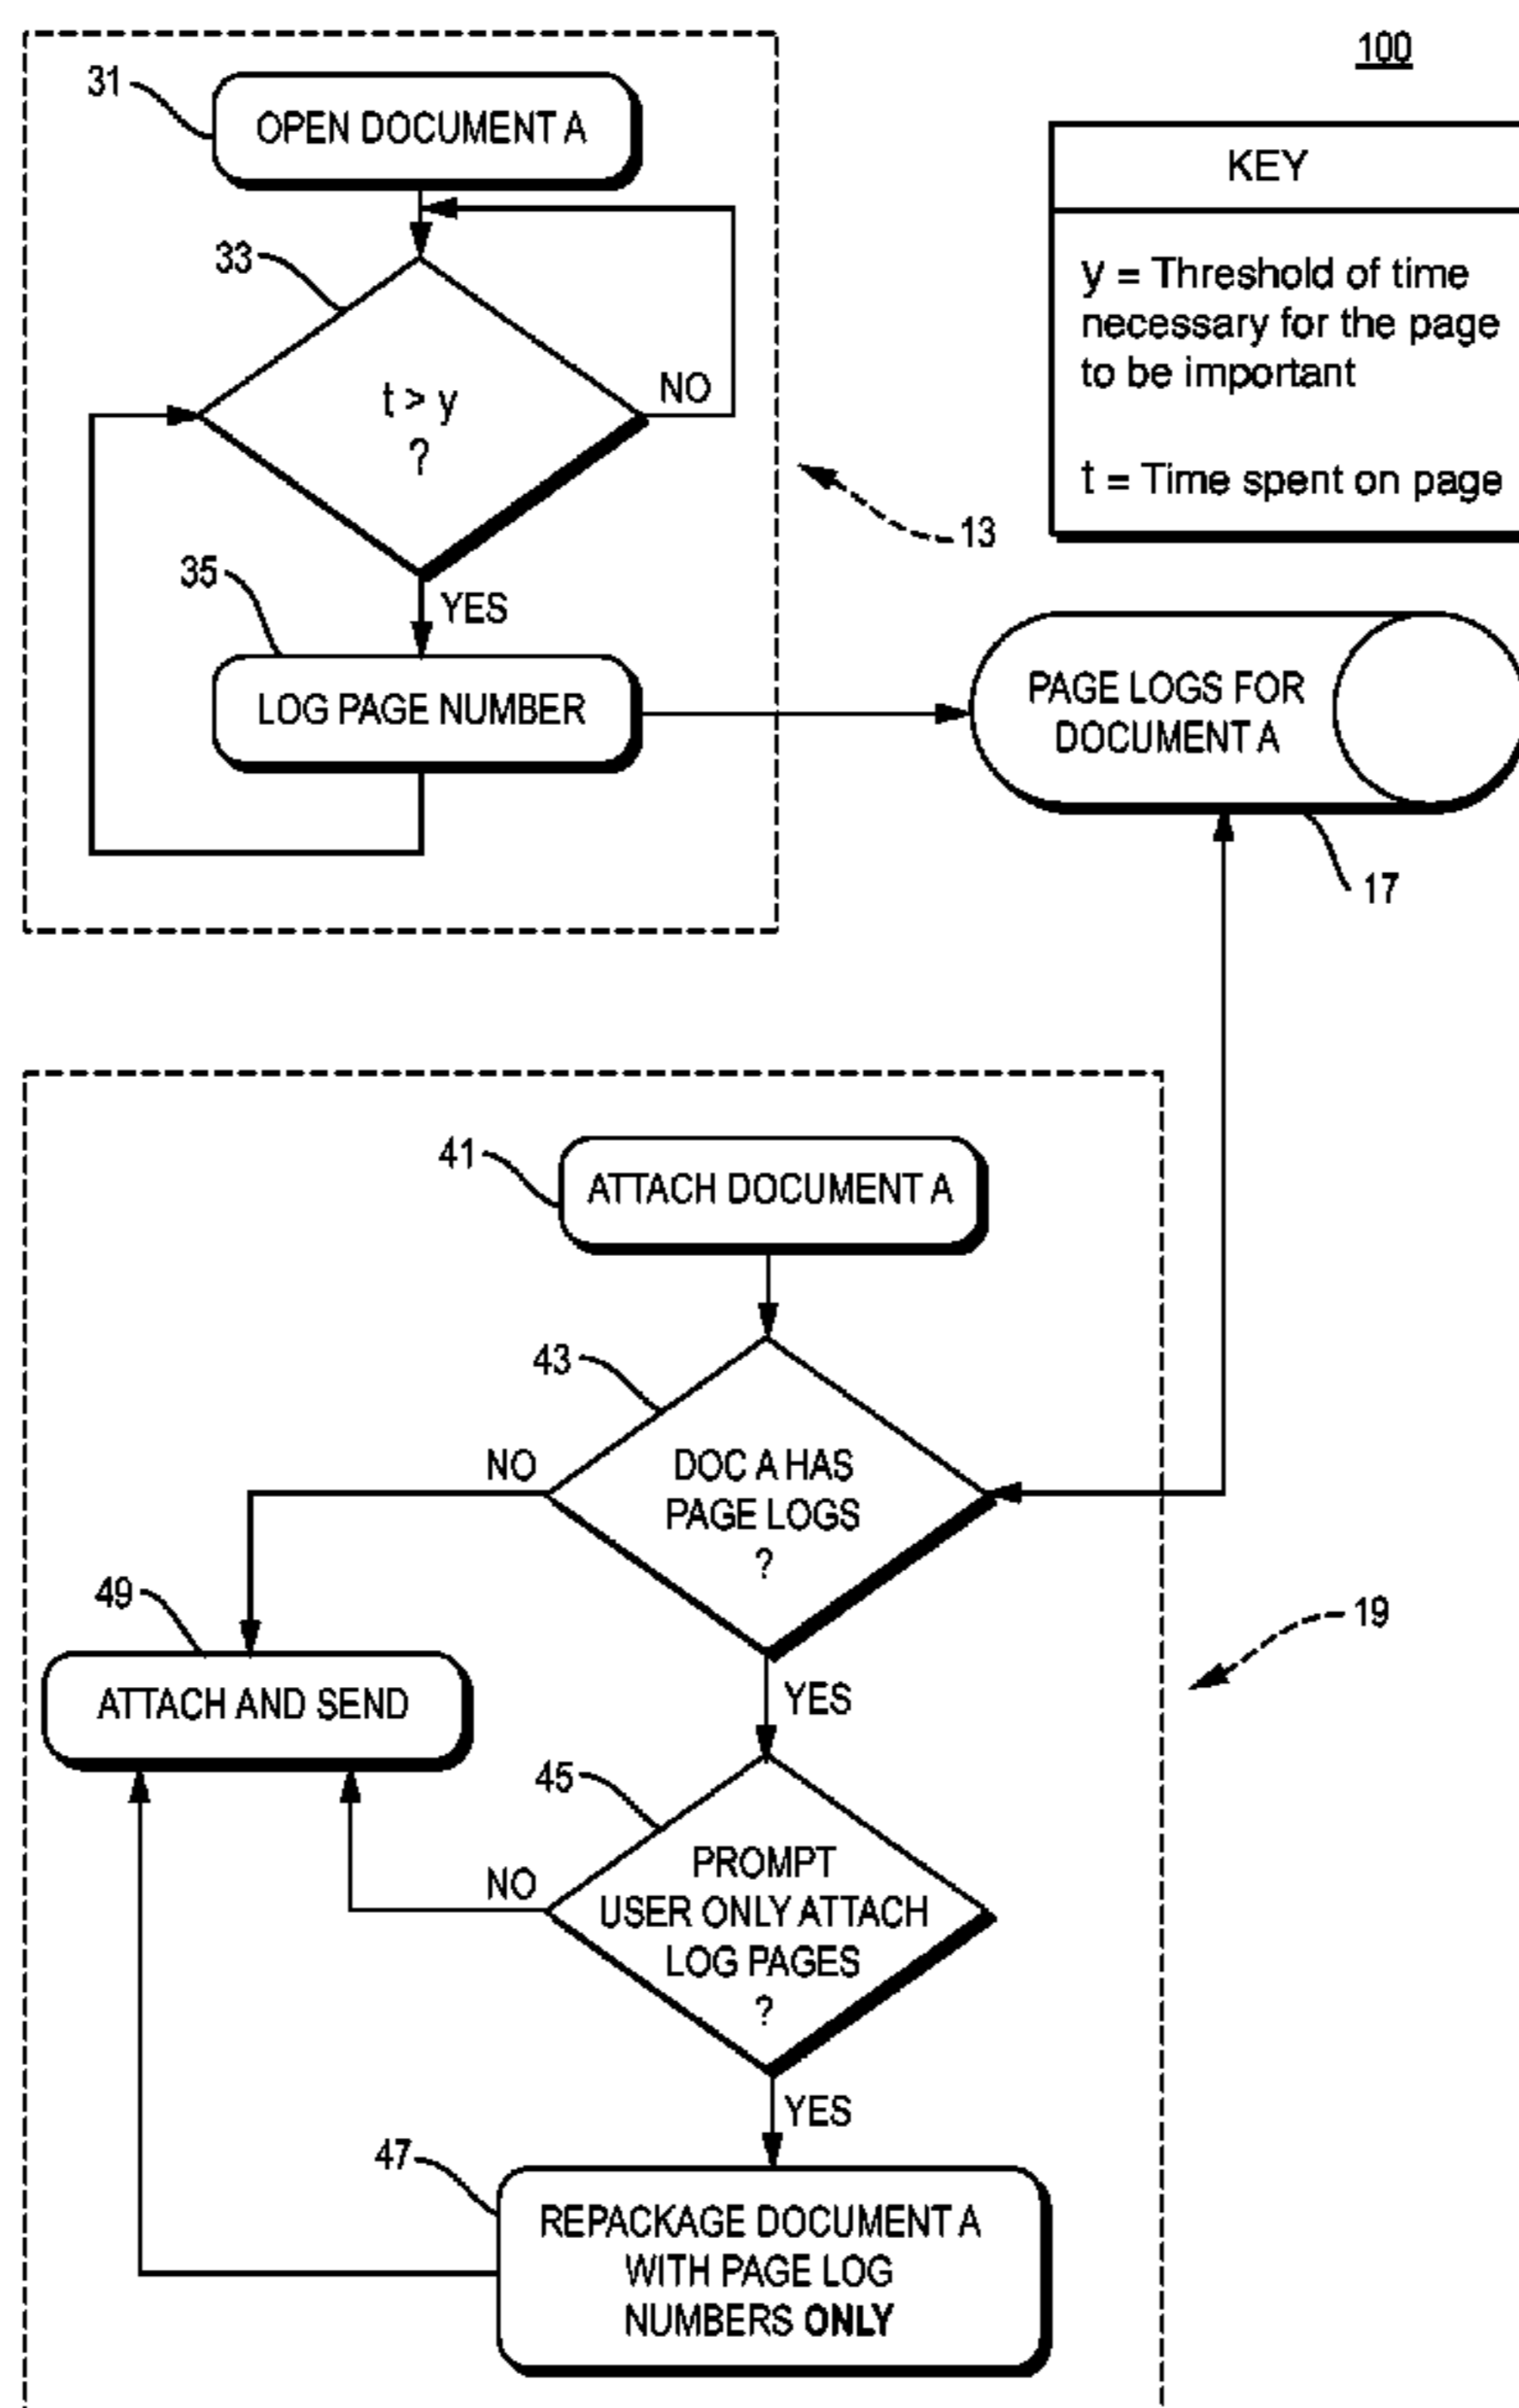 100
31
OPEN DOCUMENT A
KEY
y = Threshold of time
necessary for the page
to be important
t = Time spent on page
33
t > y
?
NO
13
YES
35
LOG PAGE NUMBER
PAGE LOGS FOR
DOCUMENT A
17
41
ATTACH DOCUMENT A
43
DOC A HAS
PAGE LOGS
?
NO
YES
19
49
ATTACH AND SEND
45
PROMPT
USER ONLY ATTACH
LOG PAGES
?
NO
YES
47
REPACKAGE DOCUMENT A
WITH PAGE LOG
NUMBERS ONLY